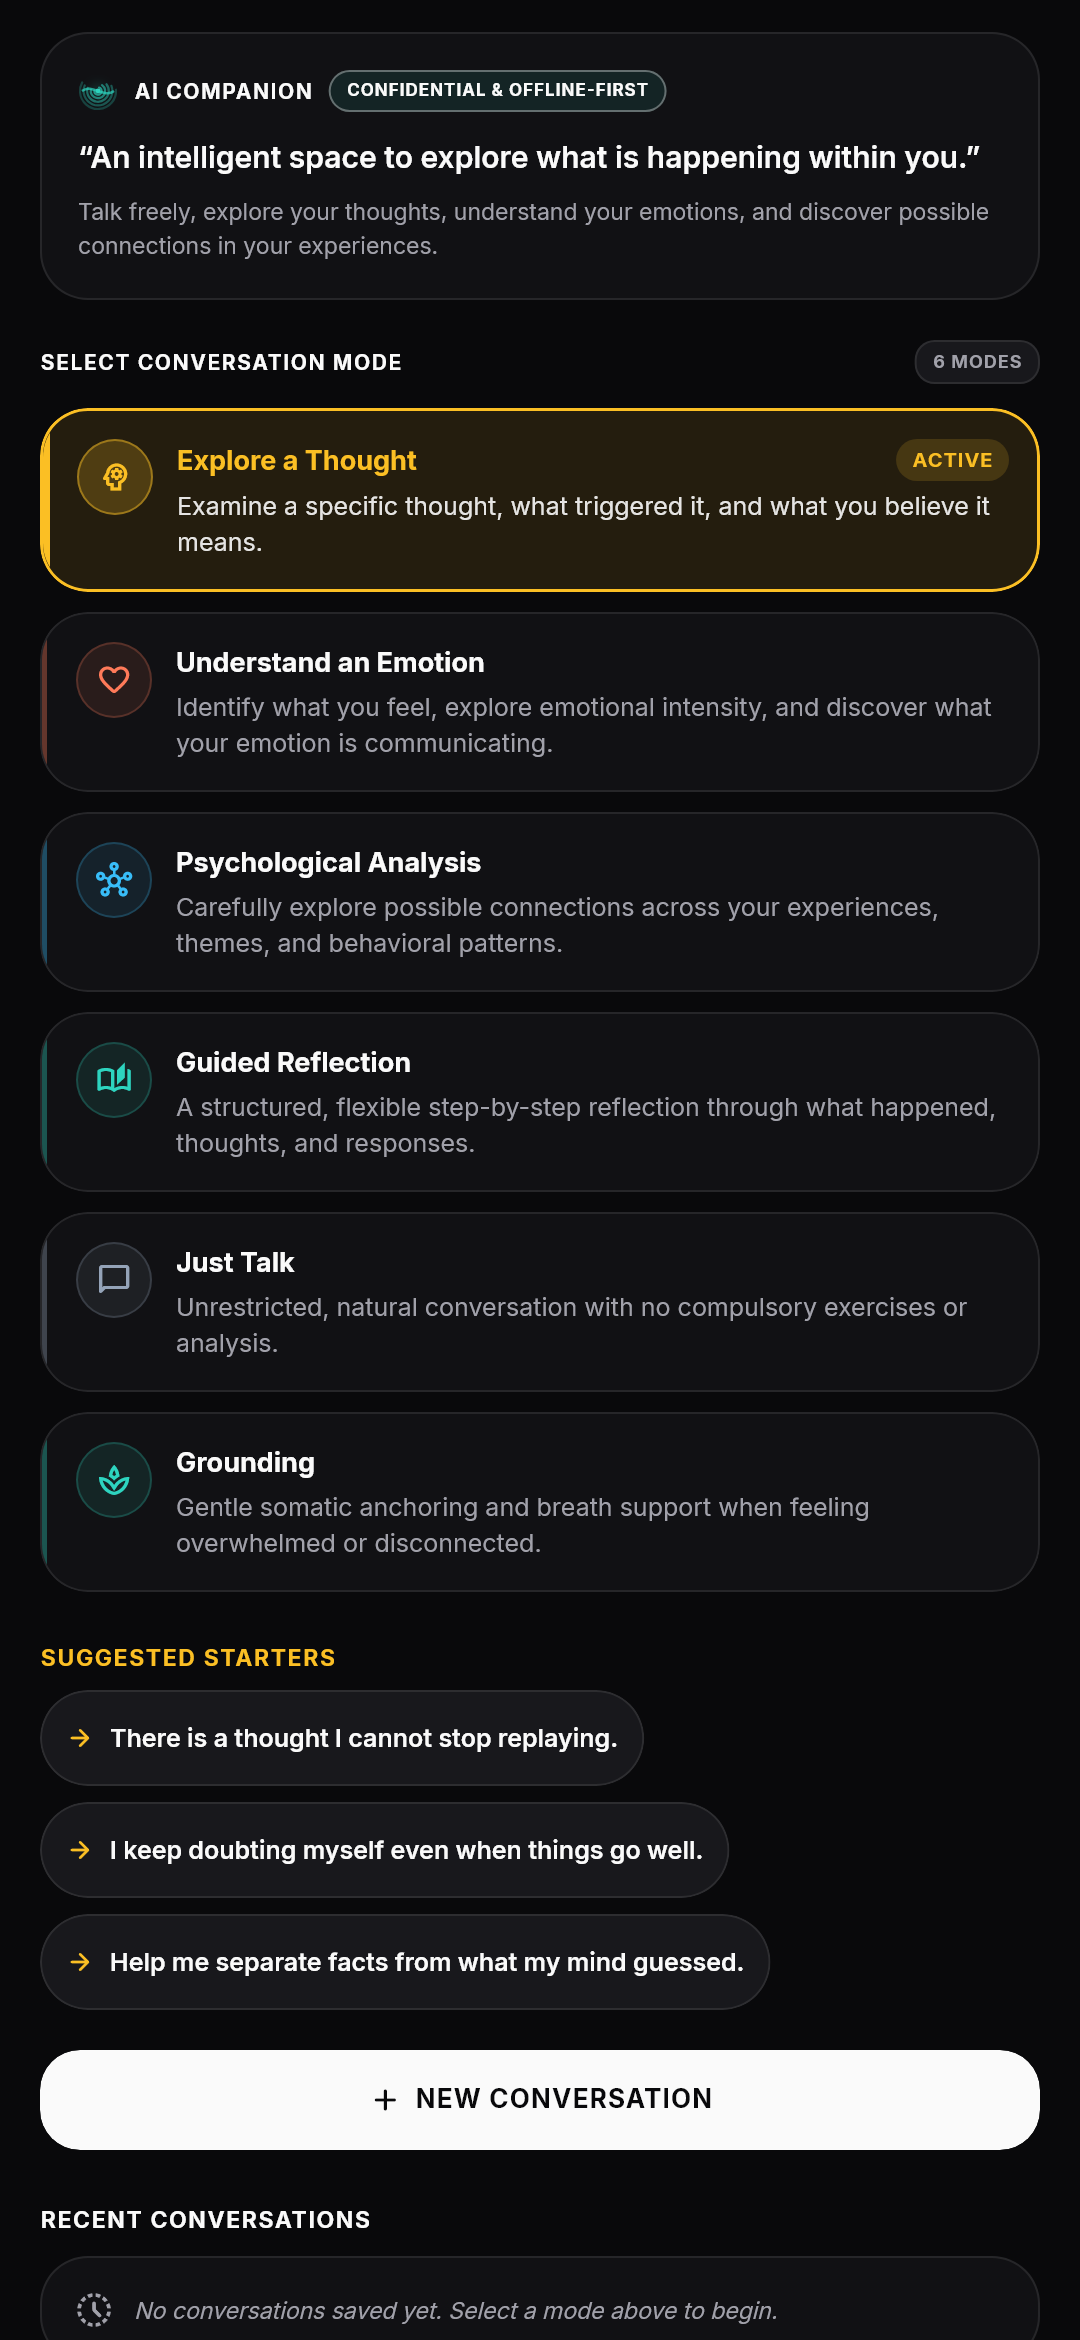 AI COMPANION
CONFIDENTIAL & OFFLINE-FIRST
“An intelligent space to explore what is happening within you.”
Talk freely, explore your thoughts, understand your emotions, and discover possible
connections in your experiences.
SELECT CONVERSATION MODE
6 MODES
Explore a Thought
ACTIVE
Examine a specific thought, what triggered it, and what you believe it
means.
Understand an Emotion
Identify what you feel, explore emotional intensity, and discover what
your emotion is communicating.
Psychological Analysis
Carefully explore possible connections across your experiences,
themes, and behavioral patterns.
Guided Reflection
A structured, flexible step-by-step reflection through what happened,
thoughts, and responses.
Just Talk
Unrestricted, natural conversation with no compulsory exercises or
analysis.
Grounding
Gentle somatic anchoring and breath support when feeling
overwhelmed or disconnected.
SUGGESTED STARTERS
There is a thought I cannot stop replaying.
I keep doubting myself even when things go well.
Help me separate facts from what my mind guessed.
NEW CONVERSATION
RECENT CONVERSATIONS
No conversations saved yet. Select a mode above to begin.